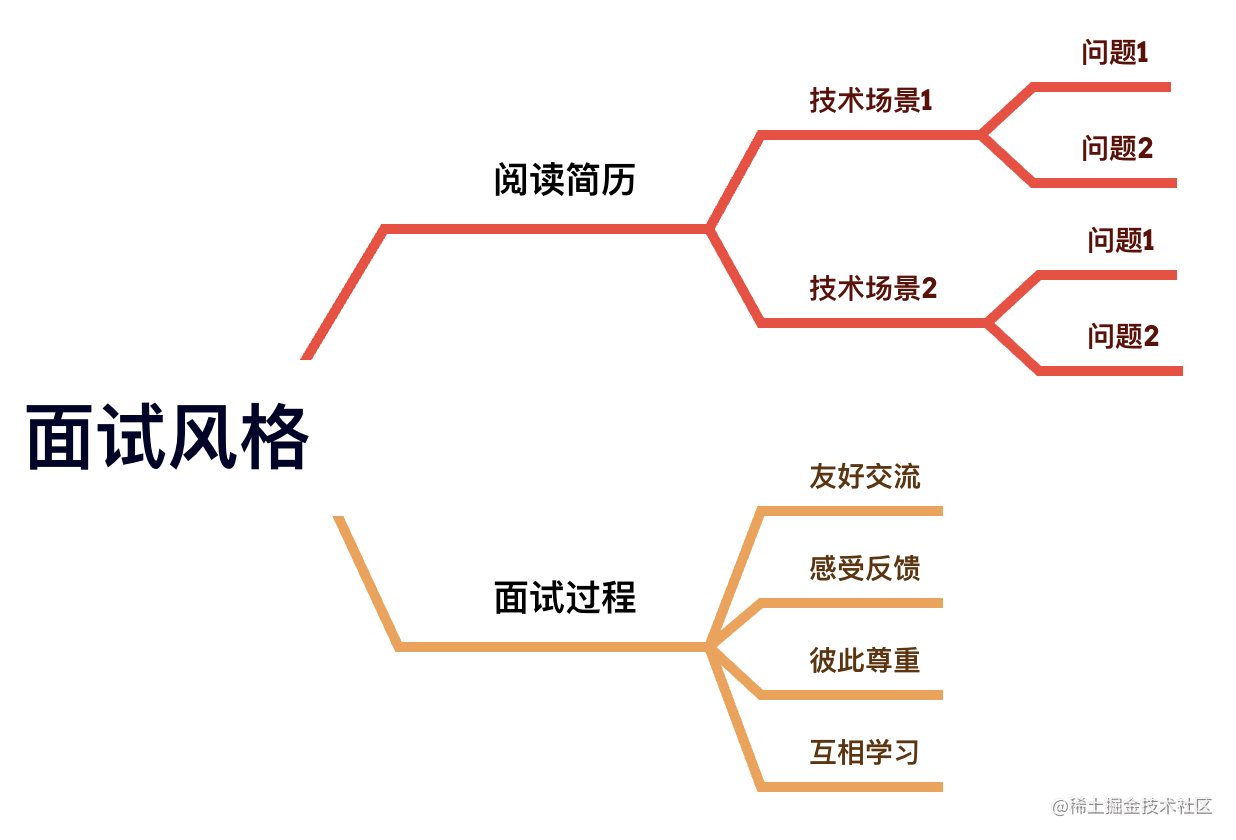 面试风格
阅读简历
技术场景1
问题1
问题2
技术场景2
问题1
问题2
面试过程
友好交流
感受反馈
彼此尊重
互相学习
@稀土掘金技术社区